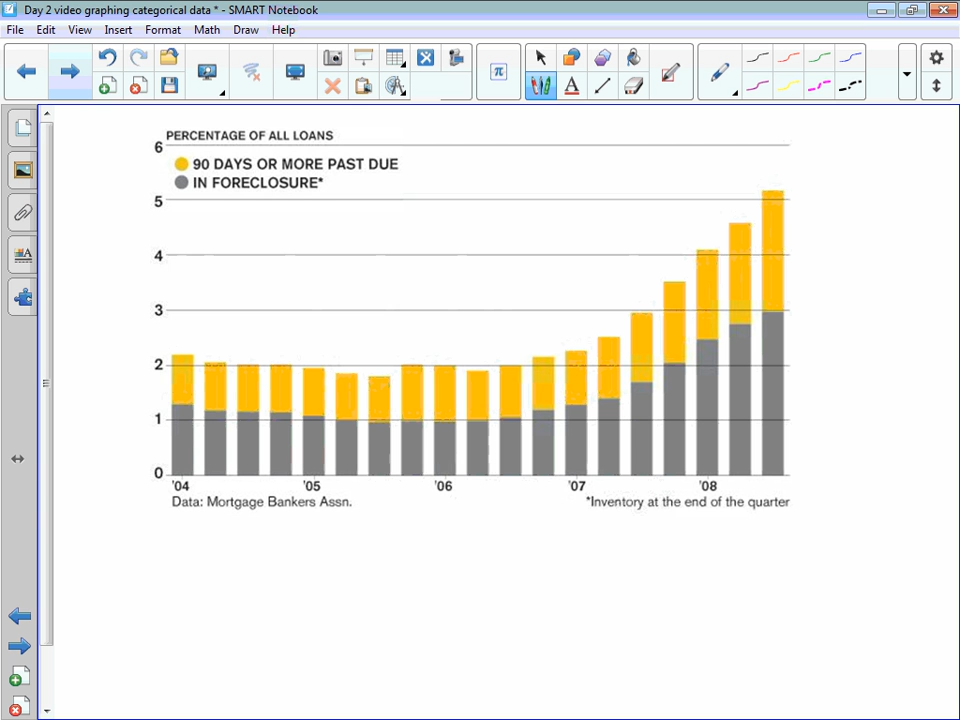 Day 2 video graphing categorical data * - SMART Notebook
File Edit View Insert Format Math Draw Help
π A
PERCENTAGE OF ALL LOANS
6
90 DAYS OR MORE PAST DUE
IN FORECLOSURE*
5
4
3
2
1
0
'04 '05 '06 '07 '08
Data: Mortgage Bankers Assn. *Inventory at the end of the quarter